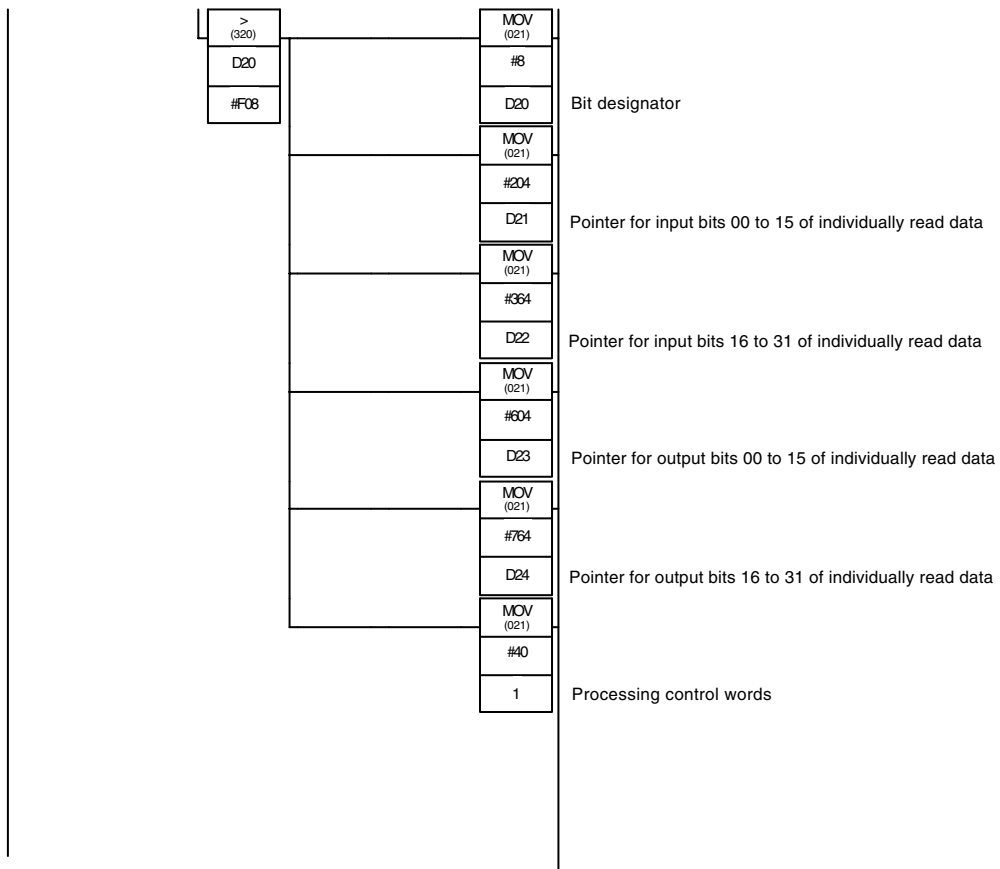 >
(320)
D20
#F08
MOV
(021)
#8
D20
Bit designator
MOV
(021)
#204
D21
Pointer for input bits 00 to 15 of individually read data
MOV
(021)
#364
D22
Pointer for input bits 16 to 31 of individually read data
MOV
(021)
#604
D23
Pointer for output bits 00 to 15 of individually read data
MOV
(021)
#764
D24
Pointer for output bits 16 to 31 of individually read data
MOV
(021)
#40
1
Processing control words